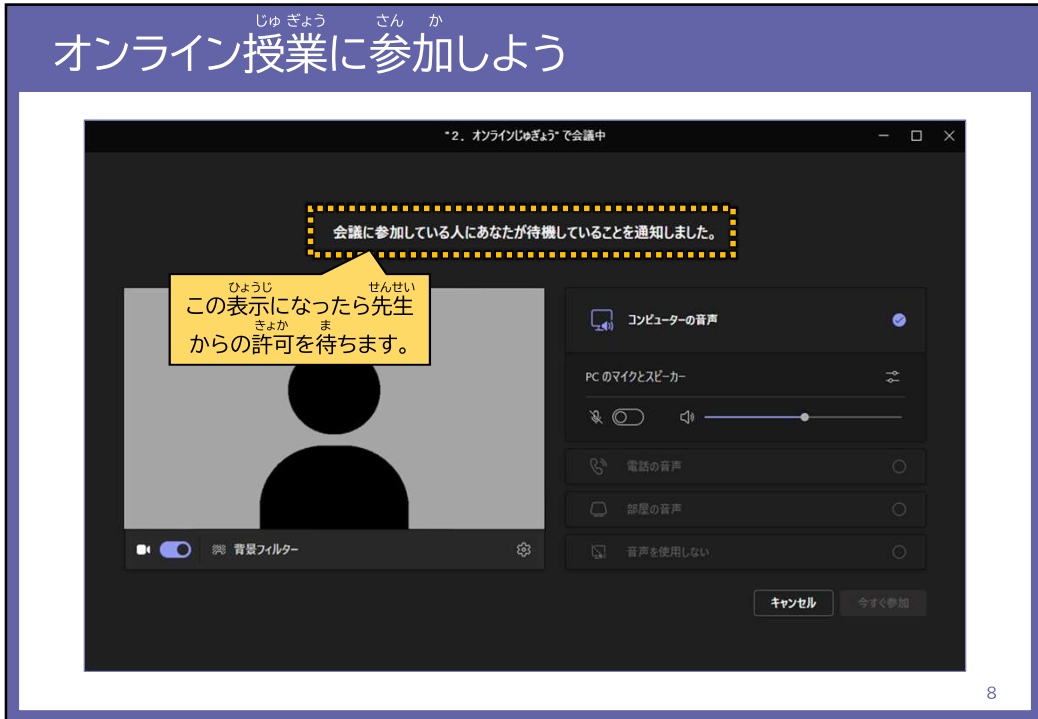 じゅ ぎょう さん か
オンライン授業に参加しよう
"2．オンラインじゅぎょう" で会議中
会議に参加している人にあなたが待機していることを通知しました。
ひょうじ せんせい
この表示になったら先生
きょか ま
からの許可を待ちます。
コンピューターの音声
PC のマイクとスピーカー
電話の音声
部屋の音声
背景フィルター
音声を使用しない
キャンセル 今すぐ参加
8